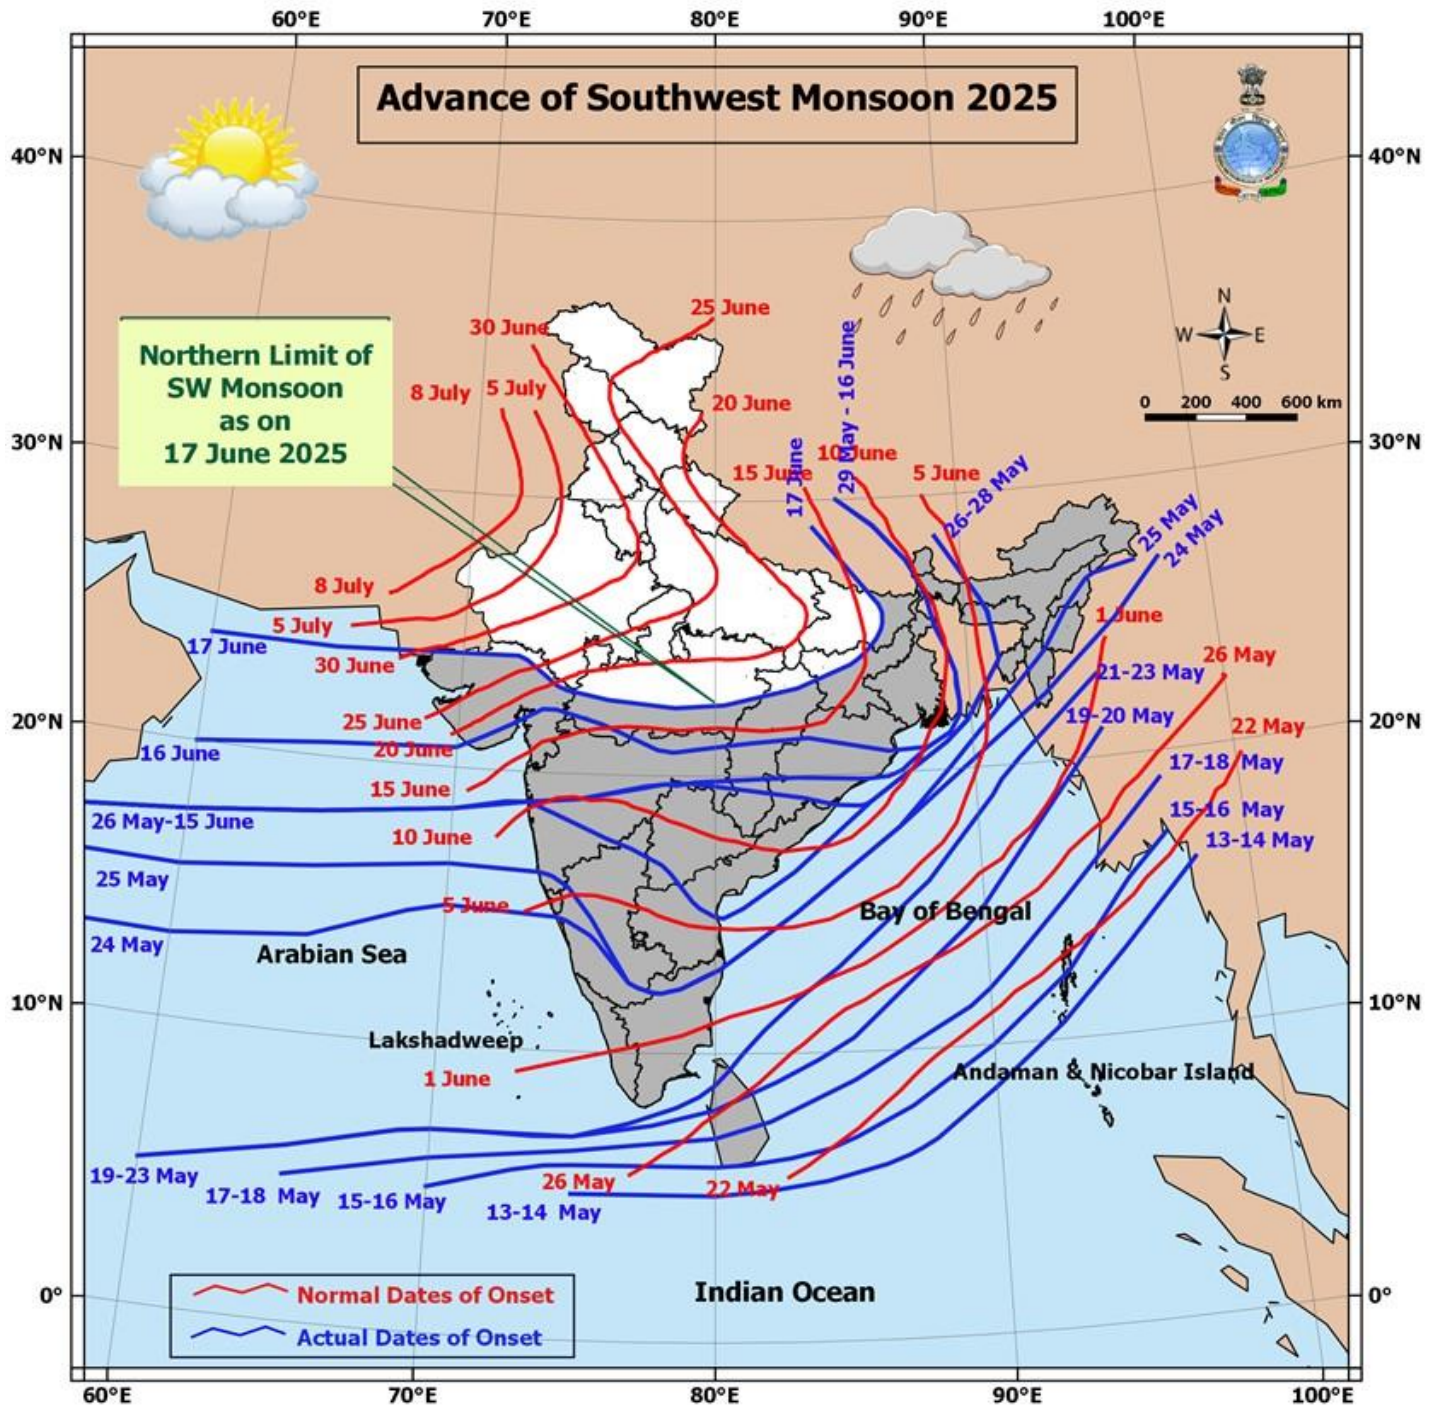 60°E 70°E 80°E 90°E 100°E
Advance of Southwest Monsoon 2025
40°N 40°N
N
W E
S
25 June
30 June
Northern Limit of
SW Monsoon
as on
17 June 2025
8 July 5 July
20 June
0 200 400 600 km
29 May - 16 June
17 June
30°N 30°N
15 June 10 June 5 June
26-28 May
25 May
24 May
8 July
5 July
1 June
17 June
30 June
26 May
21-23 May
25 June
20°N 20°N
19-20 May
22 May
20 June
16 June
17-18 May
15 June
15-16 May
26 May-15 June
10 June
13-14 May
25 May
5 June
Bay of Bengal
24 May
Arabian Sea
10°N 10°N
Lakshadweep
1 June
Andaman & Nicobar Island
19-23 May
26 May
22 May
17-18 May
15-16 May
13-14 May
Indian Ocean
0° 0°
Normal Dates of Onset
Actual Dates of Onset
60°E 70°E 80°E 90°E 100°E